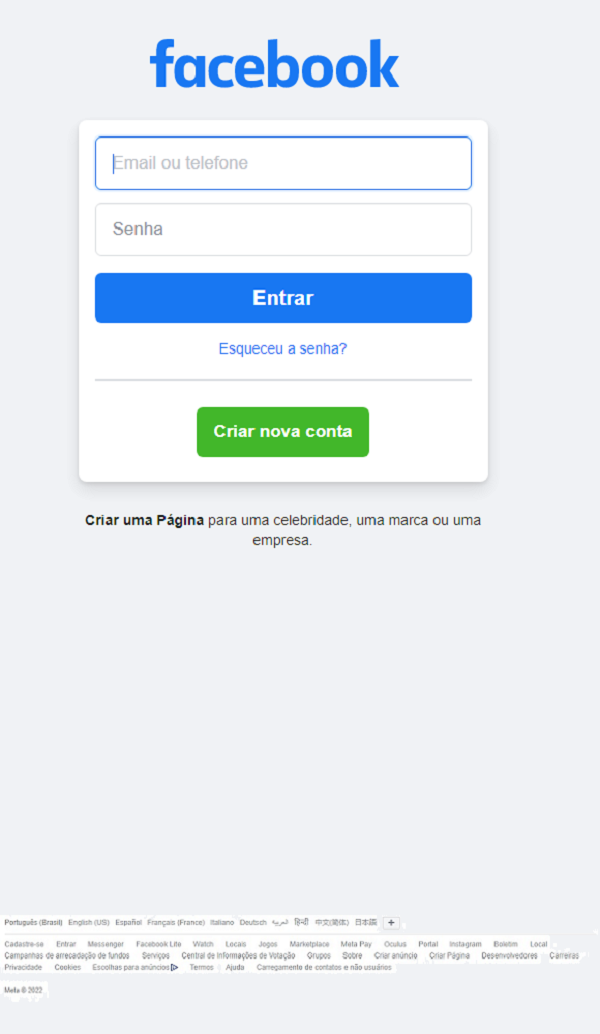 facebook
Email ou telefone
Senha
Entrar
Esqueceu a senha?
Criar nova conta
Criar uma Página para uma celebridade, uma marca ou uma
empresa.
Português (Brasil) English (US) Español Français (France) Italiano Deutsch العربية हिन्दी 中文(简体) 日本語 +
Cadastre-se Entrar Messenger Facebook Lite Watch Locais Jogos Marketplace Meta Pay Oculus Portal Instagram Boletim Local
Campanhas de arrecadação de fundos Serviços Central de Informações de Votação Grupos Sobre Criar anúncio Criar Página Desenvolvedores Carreiras
Privacidade Cookies Escolhas para anúncios Termos Ajuda Carregamento de contatos e não usuários
Meta © 2022